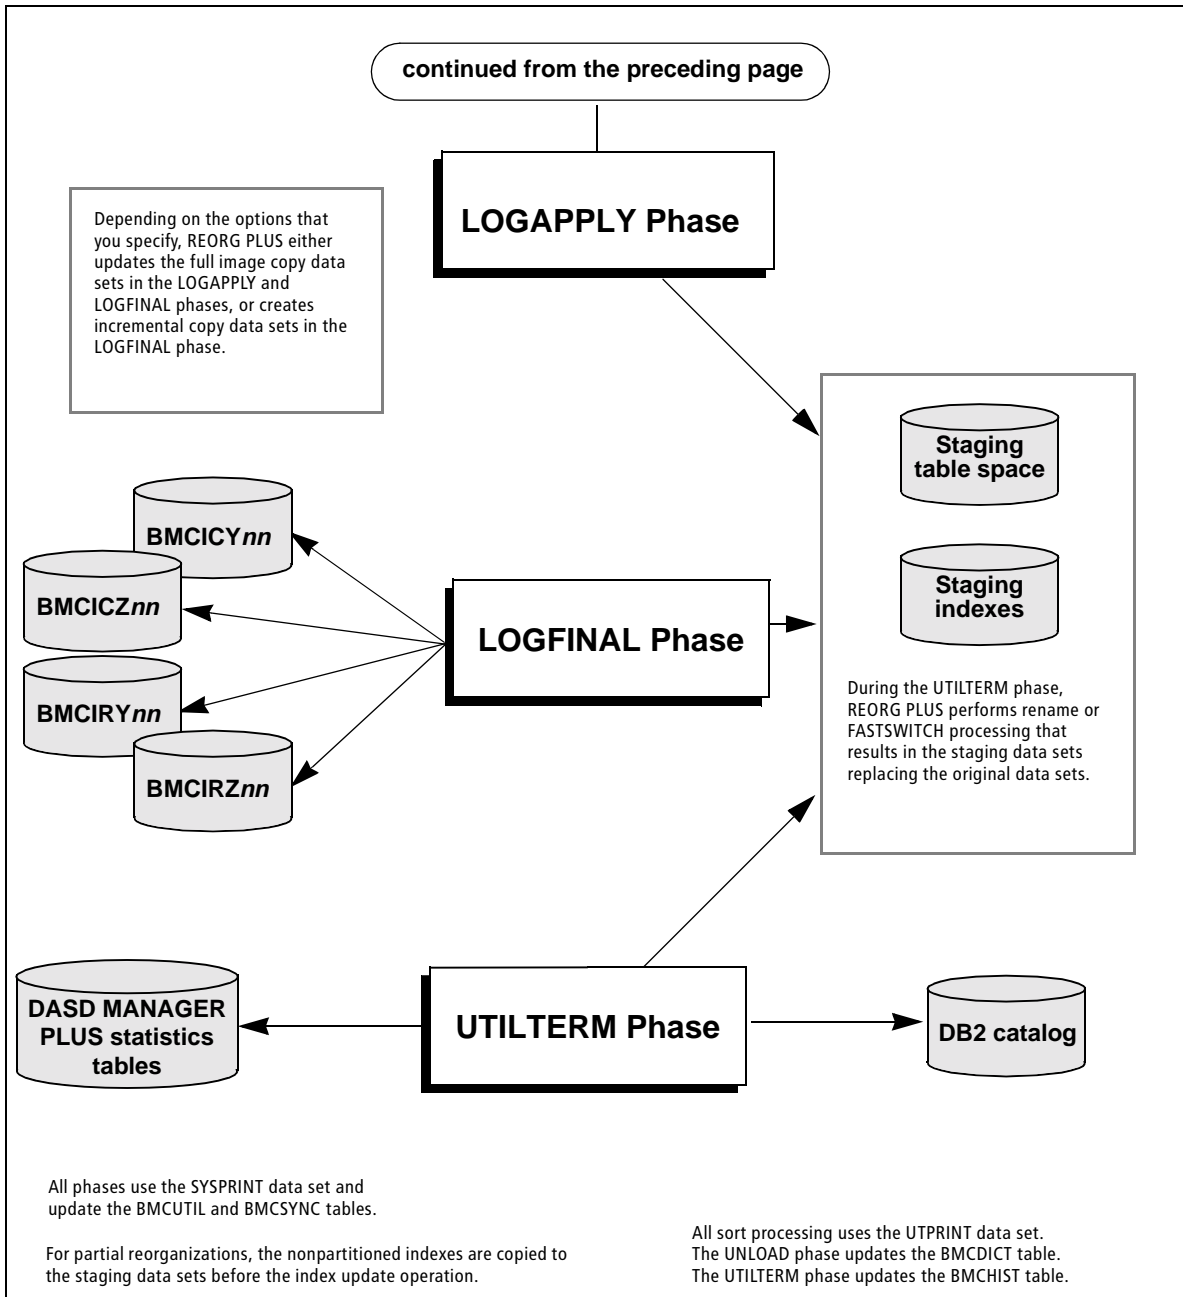 continued from the preceding page
LOGAPPLY Phase
Depending on the options that
you specify, REORG PLUS either
updates the full image copy data
sets in the LOGAPPLY and
LOGFINAL phases, or creates
incremental copy data sets in the
LOGFINAL phase.
Staging
table space
Staging
indexes
During the UTILTERM phase,
REORG PLUS performs rename or
FASTSWITCH processing that
results in the staging data sets
replacing the original data sets.
BMCICYnn
BMCICZnn
BMCIRYnn
BMCIRZnn
LOGFINAL Phase
DASD MANAGER
PLUS statistics
tables
UTILTERM Phase
DB2 catalog
All phases use the SYSPRINT data set and
update the BMCUTIL and BMCSYNC tables.
For partial reorganizations, the nonpartitioned indexes are copied to
the staging data sets before the index update operation.
All sort processing uses the UTPRINT data set.
The UNLOAD phase updates the BMCDICT table.
The UTILTERM phase updates the BMCHIST table.